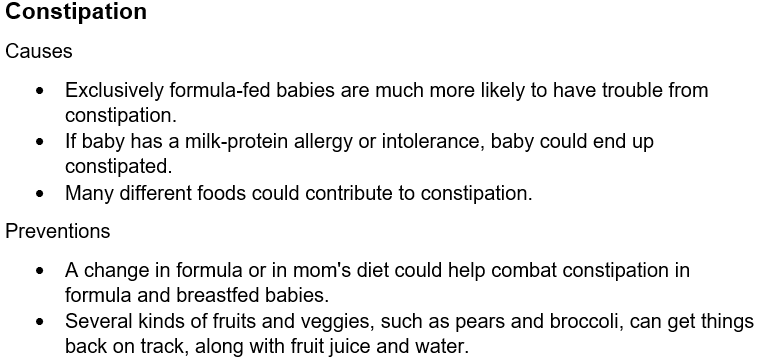 Constipation
Causes
• Exclusively formula-fed babies are much more likely to have trouble from
constipation.
• If baby has a milk-protein allergy or intolerance, baby could end up
constipated.
• Many different foods could contribute to constipation.
Preventions
• A change in formula or in mom's diet could help combat constipation in
formula and breastfed babies.
• Several kinds of fruits and veggies, such as pears and broccoli, can get things
back on track, along with fruit juice and water.